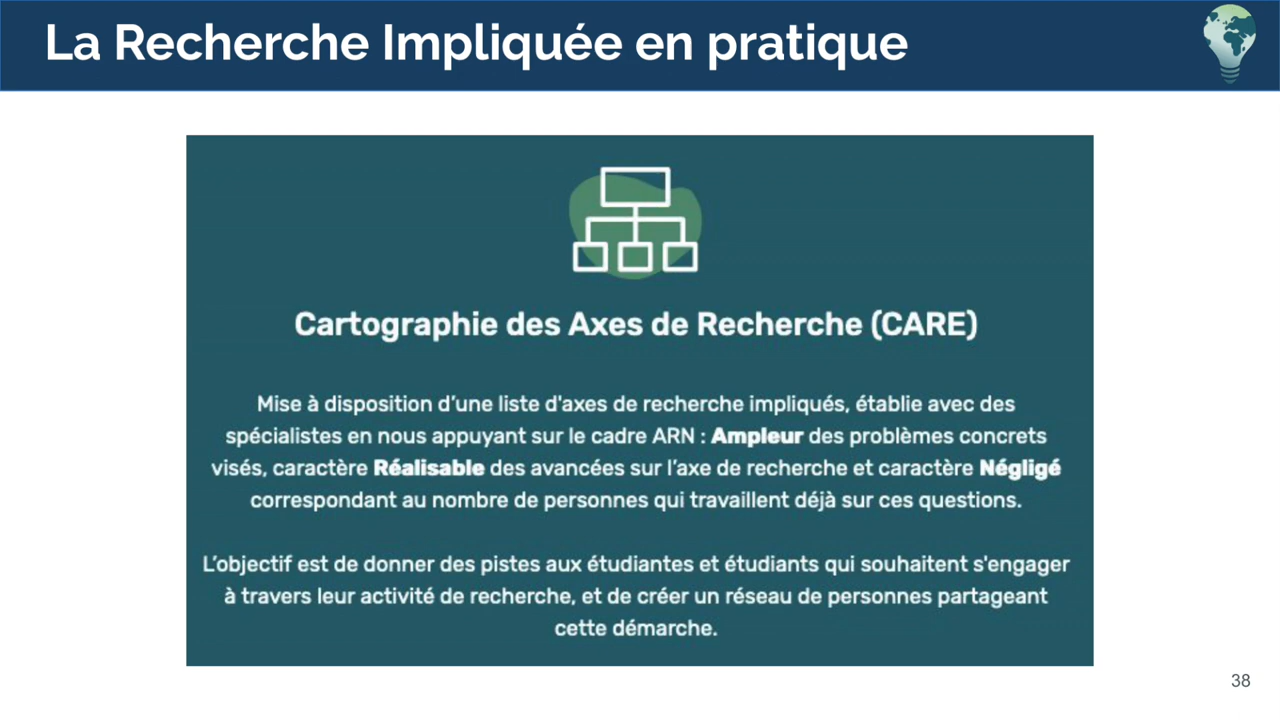 La Recherche Impliquée en pratique
Cartographie des Axes de Recherche (CARE)
Mise à disposition d’une liste d'axes de recherche impliqués, établie avec des
spécialistes en nous appuyant sur le cadre ARN : Ampleur des problèmes concrets
visés, caractère Réalisable des avancées sur l’axe de recherche et caractère Négligé
correspondant au nombre de personnes qui travaillent déjà sur ces questions.
L’objectif est de donner des pistes aux étudiantes et étudiants qui souhaitent s'engager
à travers leur activité de recherche, et de créer un réseau de personnes partageant
cette démarche.
38